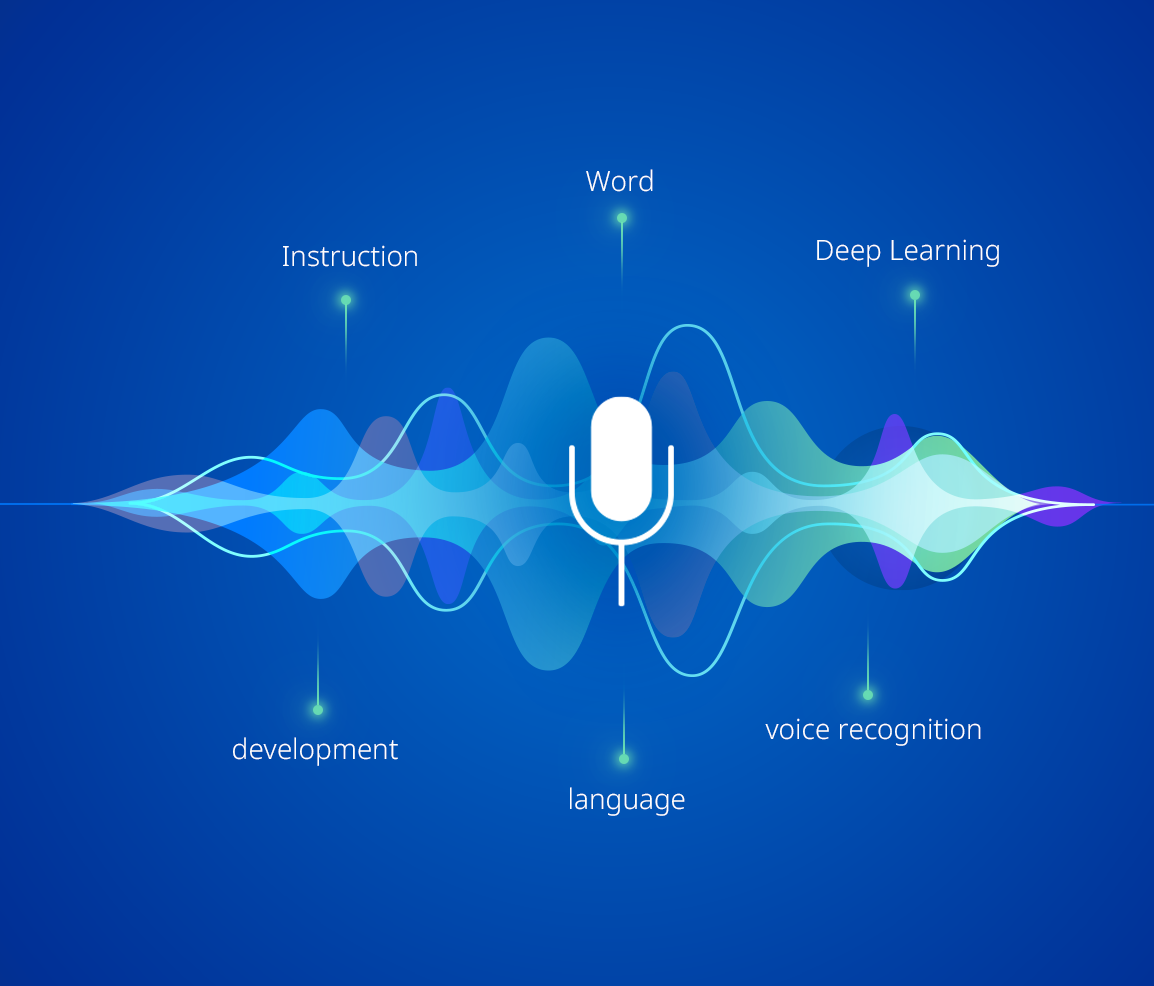 Word
Instruction
Deep Learning
development
voice recognition
language